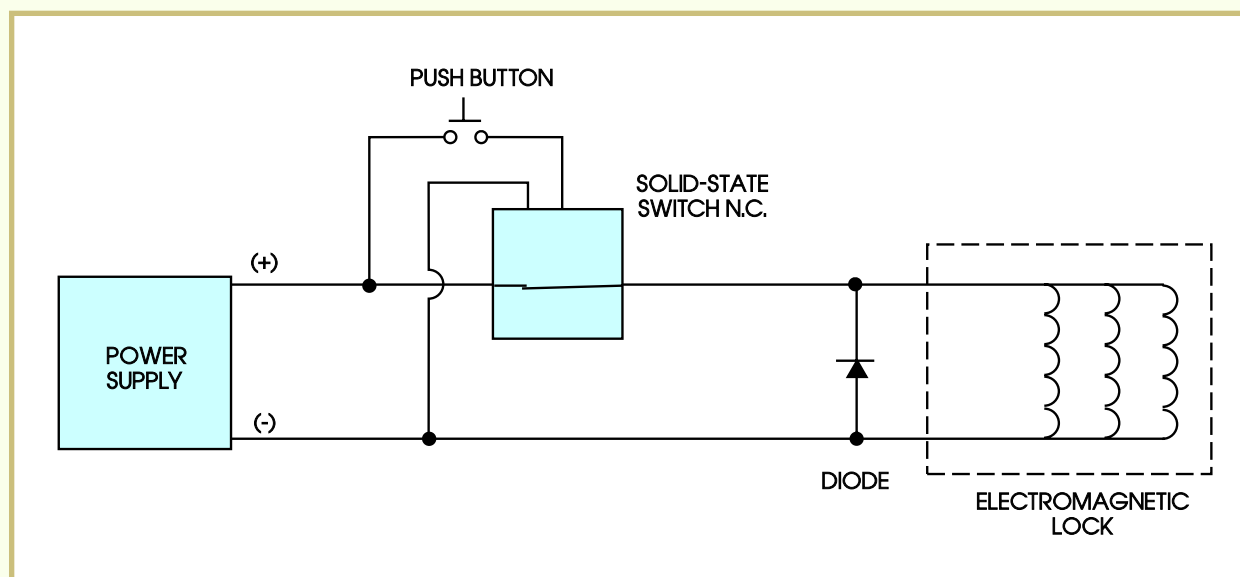 PUSH BUTTON
SOLID-STATE
SWITCH N.C.
(+)
POWER
SUPPLY
(-)
DIODE
ELECTROMAGNETIC
LOCK